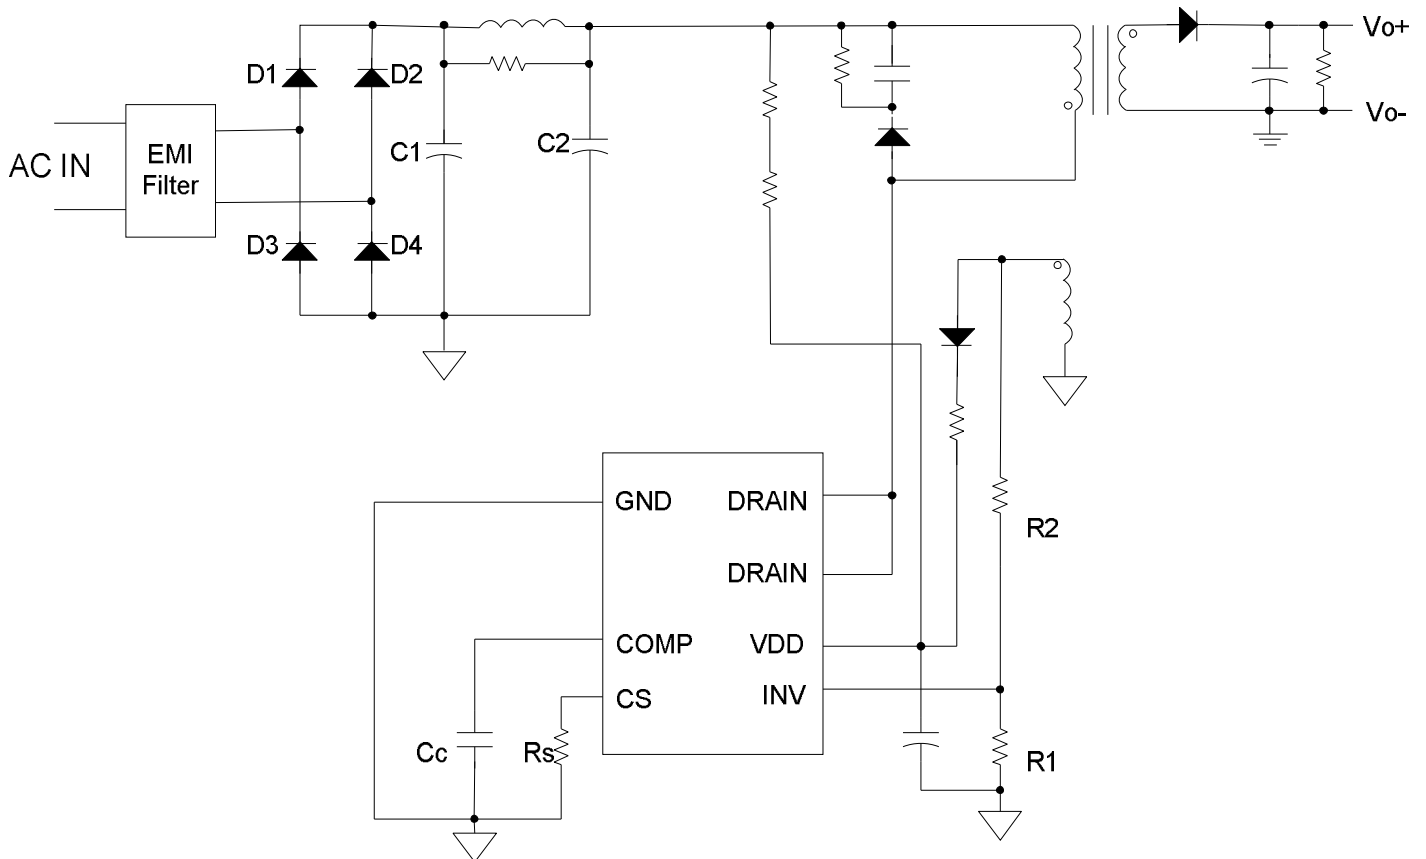 Vo+
D1
D2
AC IN
EMI
Filter
C1
C2
Vo-
D3
D4
GND
DRAIN
R2
DRAIN
COMP
VDD
CS
INV
Cc
Rs
R1